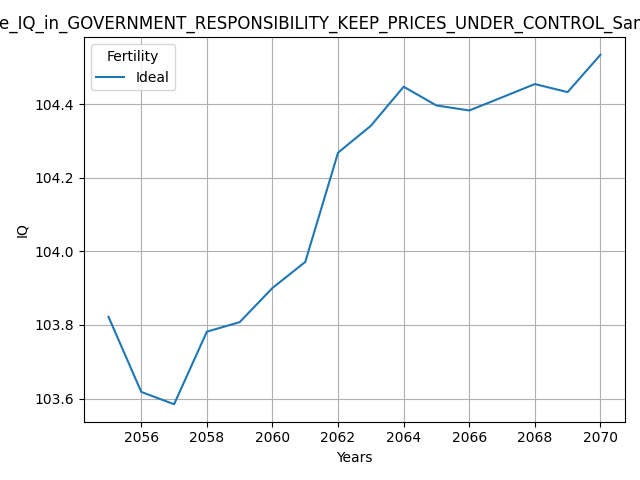 e_IQ_in_GOVERNMENT_RESPONSIBILITY_KEEP_PRICES_UNDER_CONTROL_Sam
Fertility
Ideal
104.4
104.2
104.0
103.8
103.6
IQ
2056 2058 2060 2062 2064 2066 2068 2070
Years